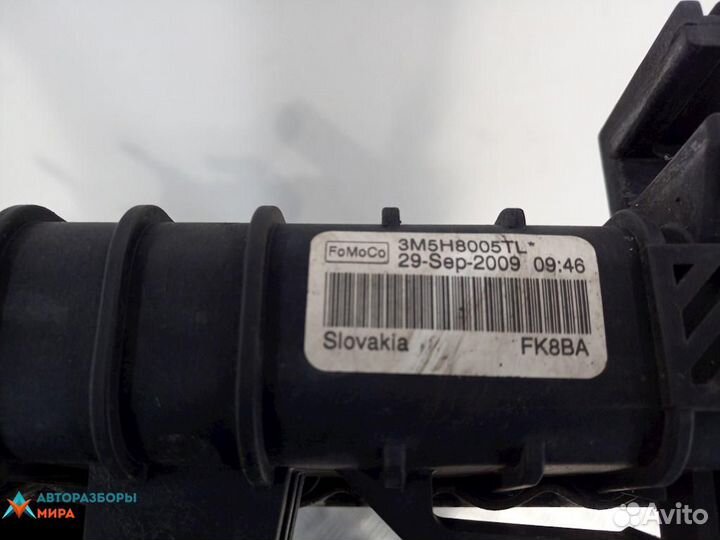 FoMoCo
3M5H8005TL*
29-Sep-2009 09:46
Slovakia FK8BA
АВТОРАЗБОРЫ
МИРА
Avito